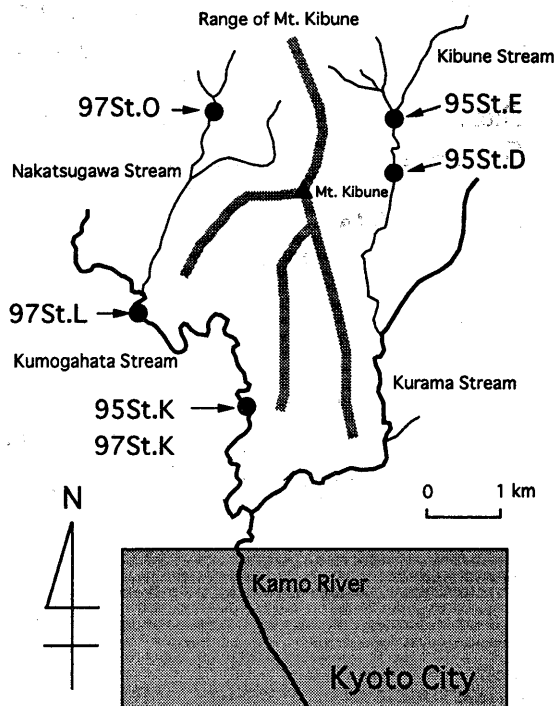 Range of Mt. Kibune
Kibune Stream
97St.O
95St.E
95St.D
Nakatsugawa Stream
Mt. Kibune
97St.L
Kumogahata Stream
Kurama Stream
95St.K
97St.K
N
0 1 km
Kamo River
Kyoto City